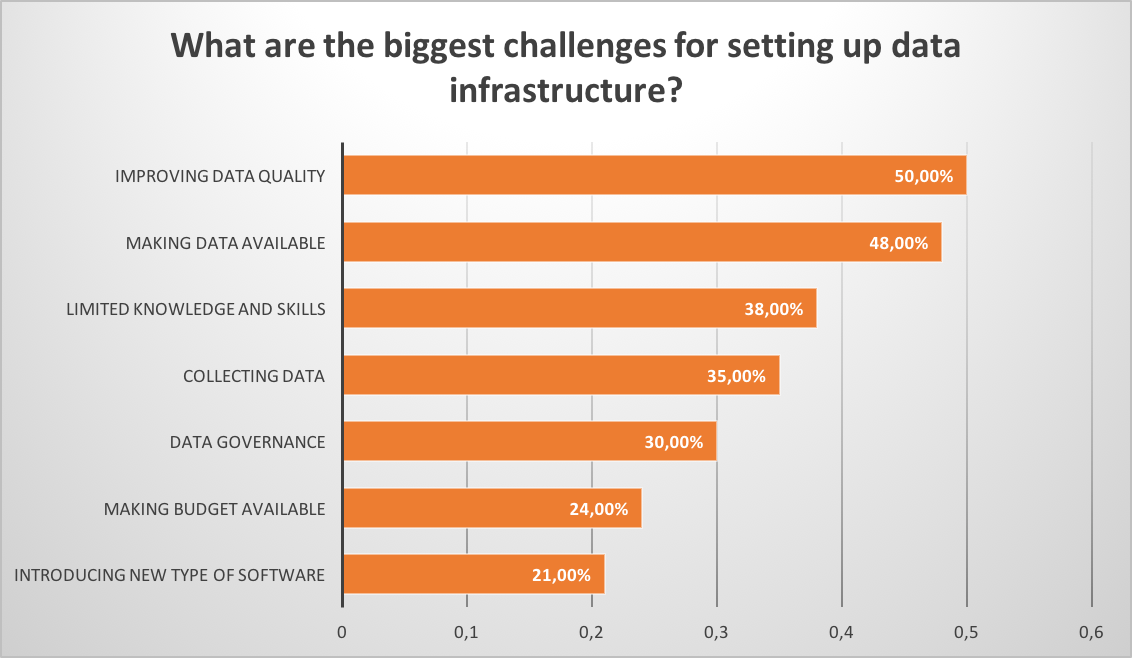 What are the biggest challenges for setting up data
infrastructure?
IMPROVING DATA QUALITY
50,00%
MAKING DATA AVAILABLE
48,00%
LIMITED KNOWLEDGE AND SKILLS
38,00%
COLLECTING DATA
35,00%
DATA GOVERNANCE
30,00%
MAKING BUDGET AVAILABLE
24,00%
INTRODUCING NEW TYPE OF SOFTWARE
21,00%
0 0,1 0,2 0,3 0,4 0,5 0,6